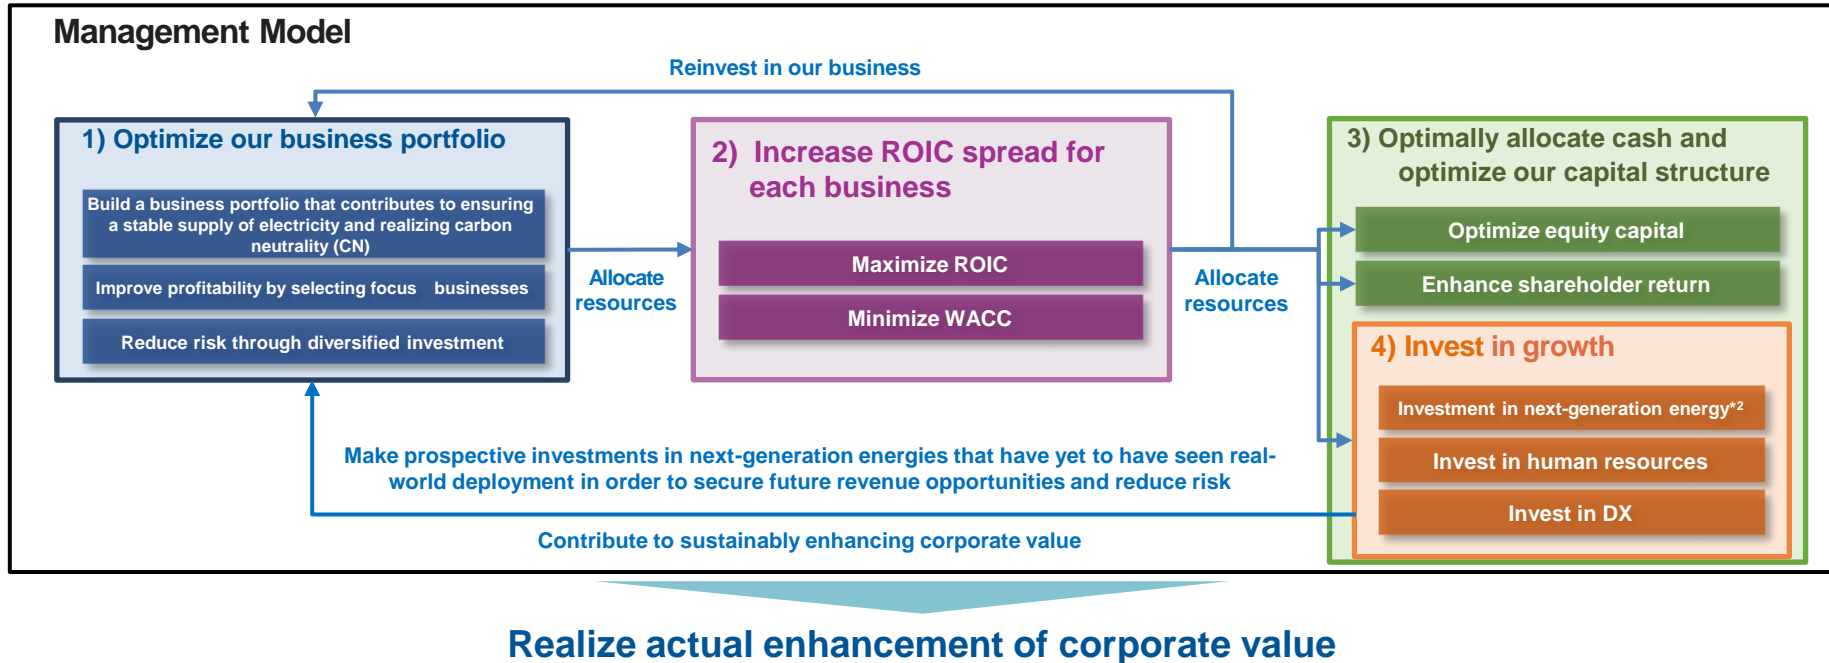 Management Model
Reinvest in our business
1) Optimize our business portfolio
Build a business portfolio that contributes to ensuring
a stable supply of electricity and realizing carbon
neutrality (CN)
Improve profitability by selecting focus businesses
Reduce risk through diversified investment
Allocate
resources
2) Increase ROIC spread for
each business
Maximize ROIC
Minimize WACC
Allocate
resources
3) Optimally allocate cash and
optimize our capital structure
Optimize equity capital
Enhance shareholder return
4) Invest in growth
Investment in next-generation energy*2
Invest in human resources
Invest in DX
Make prospective investments in next-generation energies that have yet to have seen real-
world deployment in order to secure future revenue opportunities and reduce risk
Contribute to sustainably enhancing corporate value
Realize actual enhancement of corporate value